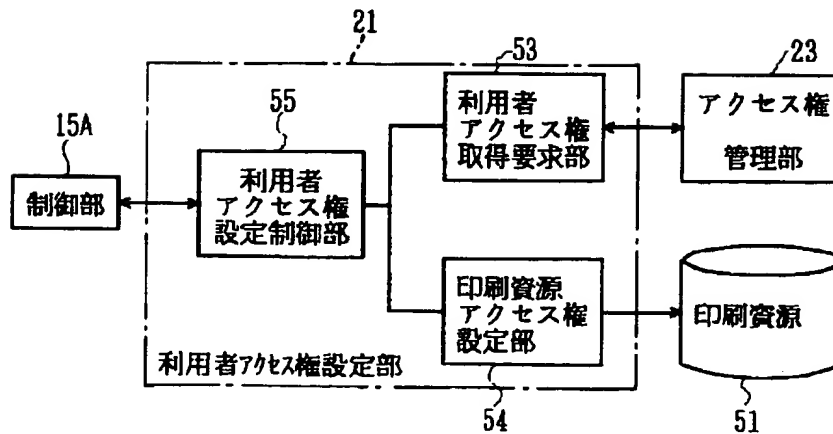 21
53
23
利用者
アクセス権
取得要求部
アクセス権
管理部
55
15A
制御部
利用者
アクセス権
設定制御部
印刷資源
アクセス権
設定部
印刷資源
利用者アクセス権設定部
54
51